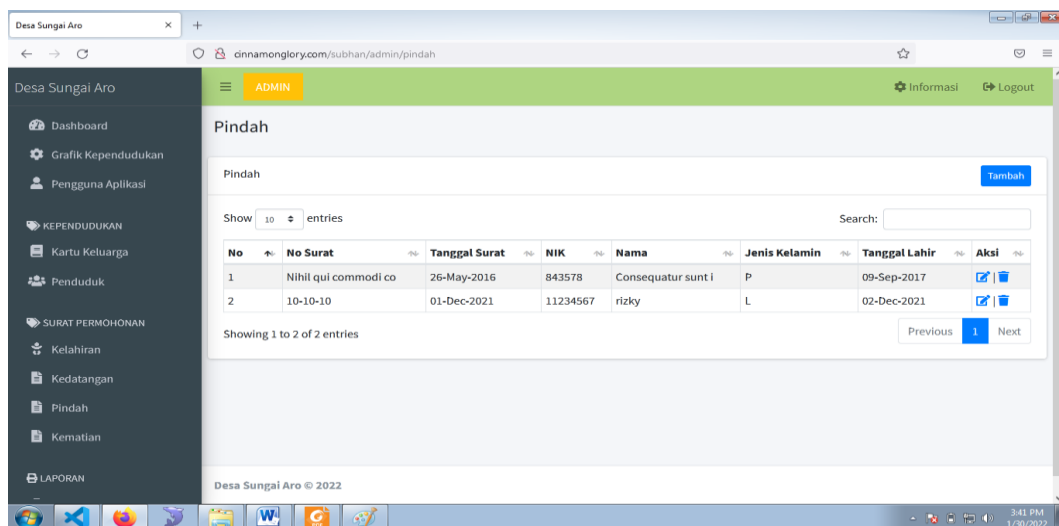 Desa Sungai Aro
cinnamonglory.com/subhan/admin/pindah
Desa Sungai Aro
ADMIN
Informasi
Logout
Dashboard
Grafik Kependudukan
Pengguna Aplikasi
KEPENDUDUKAN
Kartu Keluarga
Penduduk
SURAT PERMOHONAN
Kelahiran
Kedatangan
Pindah
Kematian
LAPORAN
Pindah
Pindah
Tambah
Show 10 entries
Search:
No No Surat Tanggal Surat NIK Nama Jenis Kelamin Tanggal Lahir Aksi
1 Nihil qui commodi co 26-May-2016 843578 Consequatur sunt i P 09-Sep-2017
2 10-10-10 01-Dec-2021 11234567 rizky L 02-Dec-2021
Showing 1 to 2 of 2 entries
Previous 1 Next
Desa Sungai Aro © 2022
3:41 PM
1/30/2022